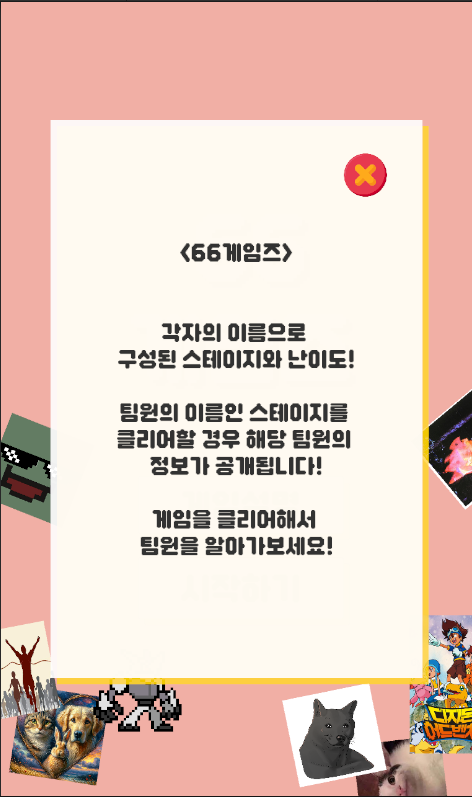 <66게임즈>
각자의 이름으로
구성된 스테이지와 난이도!
팀원의 이름인 스테이지를
클리어할 경우 해당 팀원의
정보가 공개됩니다!
게임을 클리어해서
팀원을 알아가보세요!